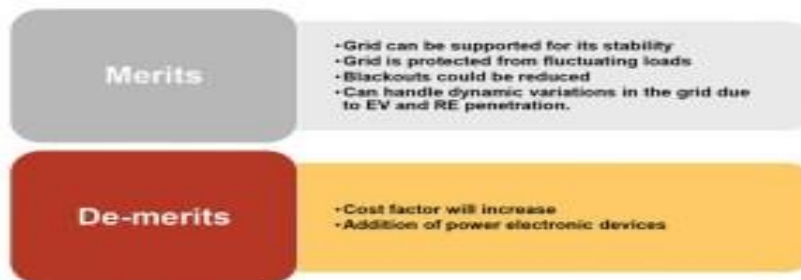 Merits
•Grid can be supported for its stability
•Grid is protected from fluctuating loads
•Blackouts could be reduced
•Can handle dynamic variations in the grid due
to EV and RE penetration.
De-merits
•Cost factor will increase
•Addition of power electronic devices